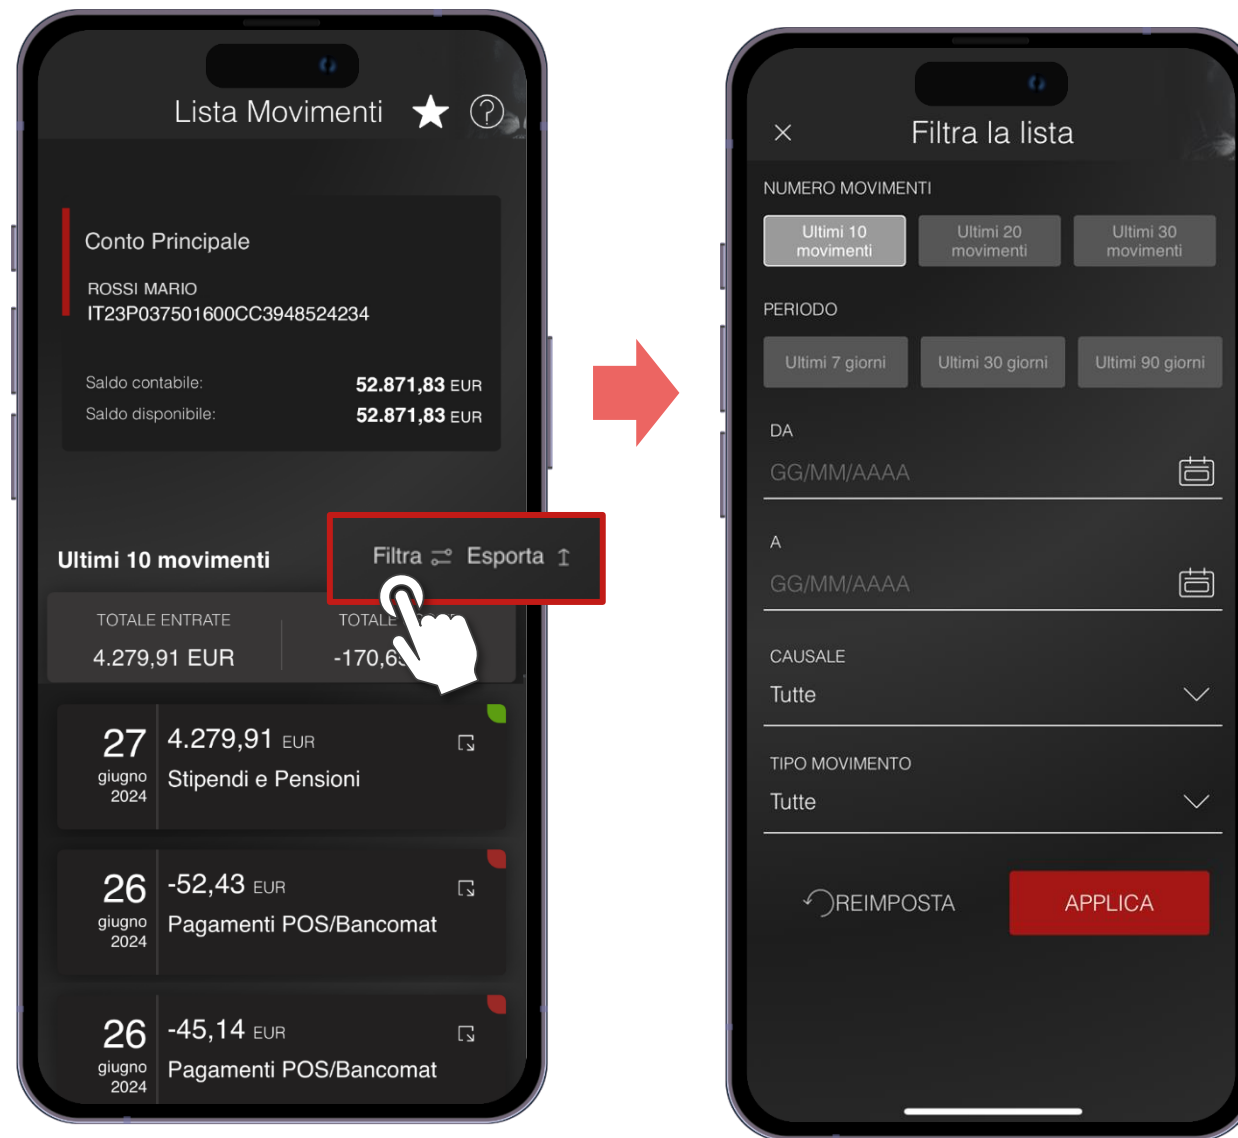 Lista Movimenti
Conto Principale
ROSSI MARIO
IT23P037501600CC3948524234
Saldo contabile: 52.871,83 EUR
Saldo disponibile: 52.871,83 EUR
Ultimi 10 movimenti
Filtra Esporta
TOTALE ENTRATE TOTALE
4.279,91 EUR
27 giugno 2024
4.279,91 EUR
Stipendi e Pensioni
26 giugno 2024
-52,43 EUR
Pagamenti POS/Bancomat
26 giugno 2024
-45,14 EUR
Pagamenti POS/Bancomat
Filtra la lista
NUMERO MOVIMENTI
Ultimi 10 movimenti
Ultimi 20 movimenti
Ultimi 30 movimenti
PERIODO
Ultimi 7 giorni
Ultimi 30 giorni
Ultimi 90 giorni
DA
GG/MM/AAAA
A
GG/MM/AAAA
CAUSALE
Tutte
TIPO MOVIMENTO
Tutte
REIMPOSTA
APPLICA